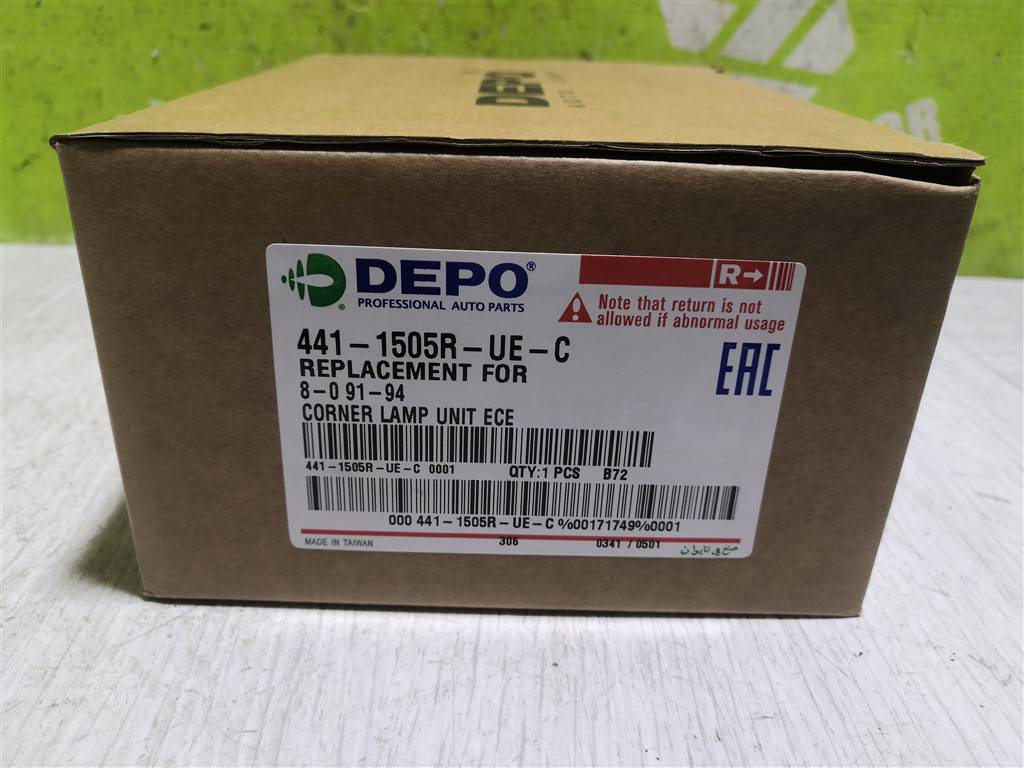 DEPO
AUTO
OR
DEPO®
PROFESSIONAL AUTO PARTS
®
R→
Note that return is not
allowed if abnormal usage
441-1505R-UE-C
REPLACEMENT FOR
8-0 91-94
CORNER LAMP UNIT ECE
EAC
441-1505R-UE-C 0001 QTY:1 PCS B72
000 441-1505R-UE-C %00171749%0001
MADE IN TAIWAN 306 0341 / 0501 صنع في تايوان